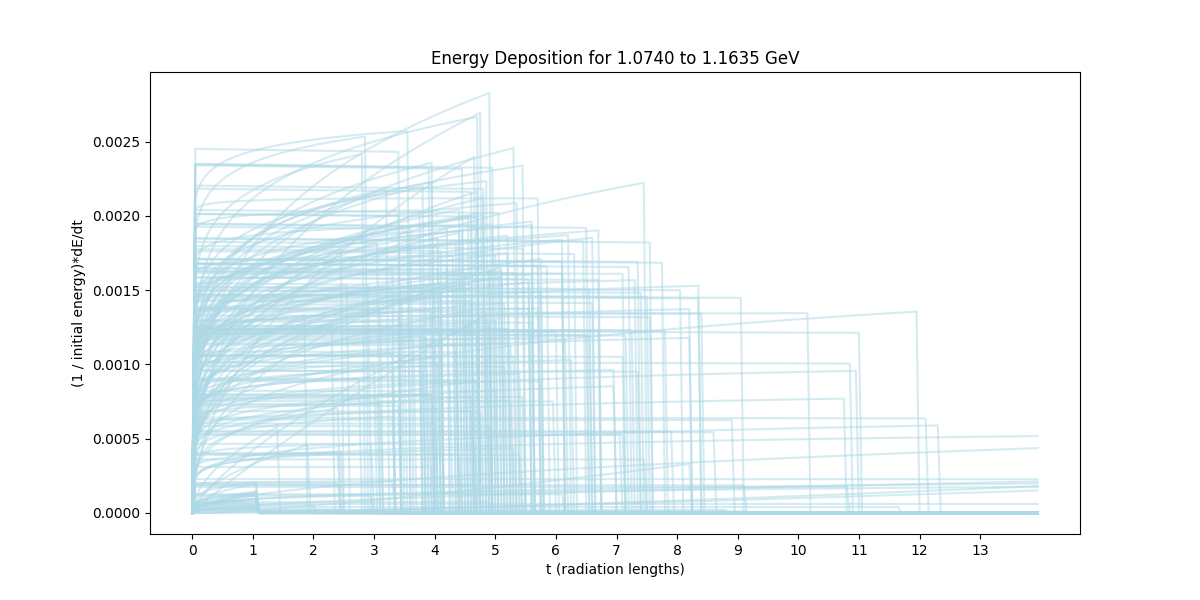 Energy Deposition for 1.0740 to 1.1635 GeV
(1 / initial energy)*dE/dt
0.0025
0.0020
0.0015
0.0010
0.0005
0.0000
0 1 2 3 4 5 6 7 8 9 10 11 12 13
t (radiation lengths)